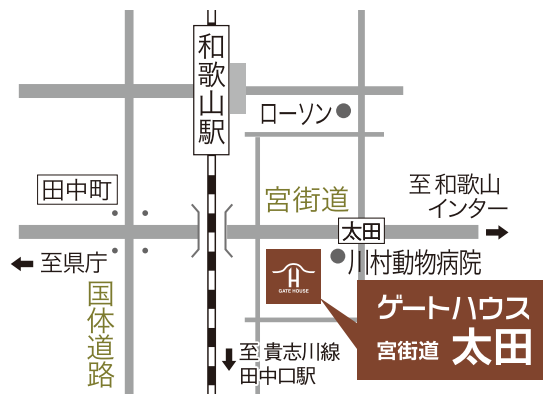 和歌山駅
ローソン
田中町
宮街道
至 和歌山
インター
太田
至県庁
川村動物病院
GATE HOUSE
国体道路
ゲートハウス
宮街道 太田
至 貴志川線
田中口駅